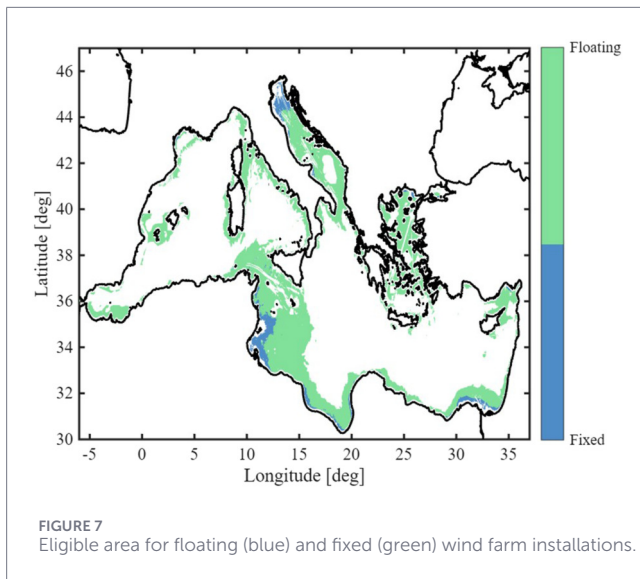 46
44
42
40
38
36
34
32
30
Latitude [deg]
-5 0 5 10 15 20 25 30 35
Longitude [deg]
Floating
Fixed
FIGURE 7
Eligible area for floating (blue) and fixed (green) wind farm installations.